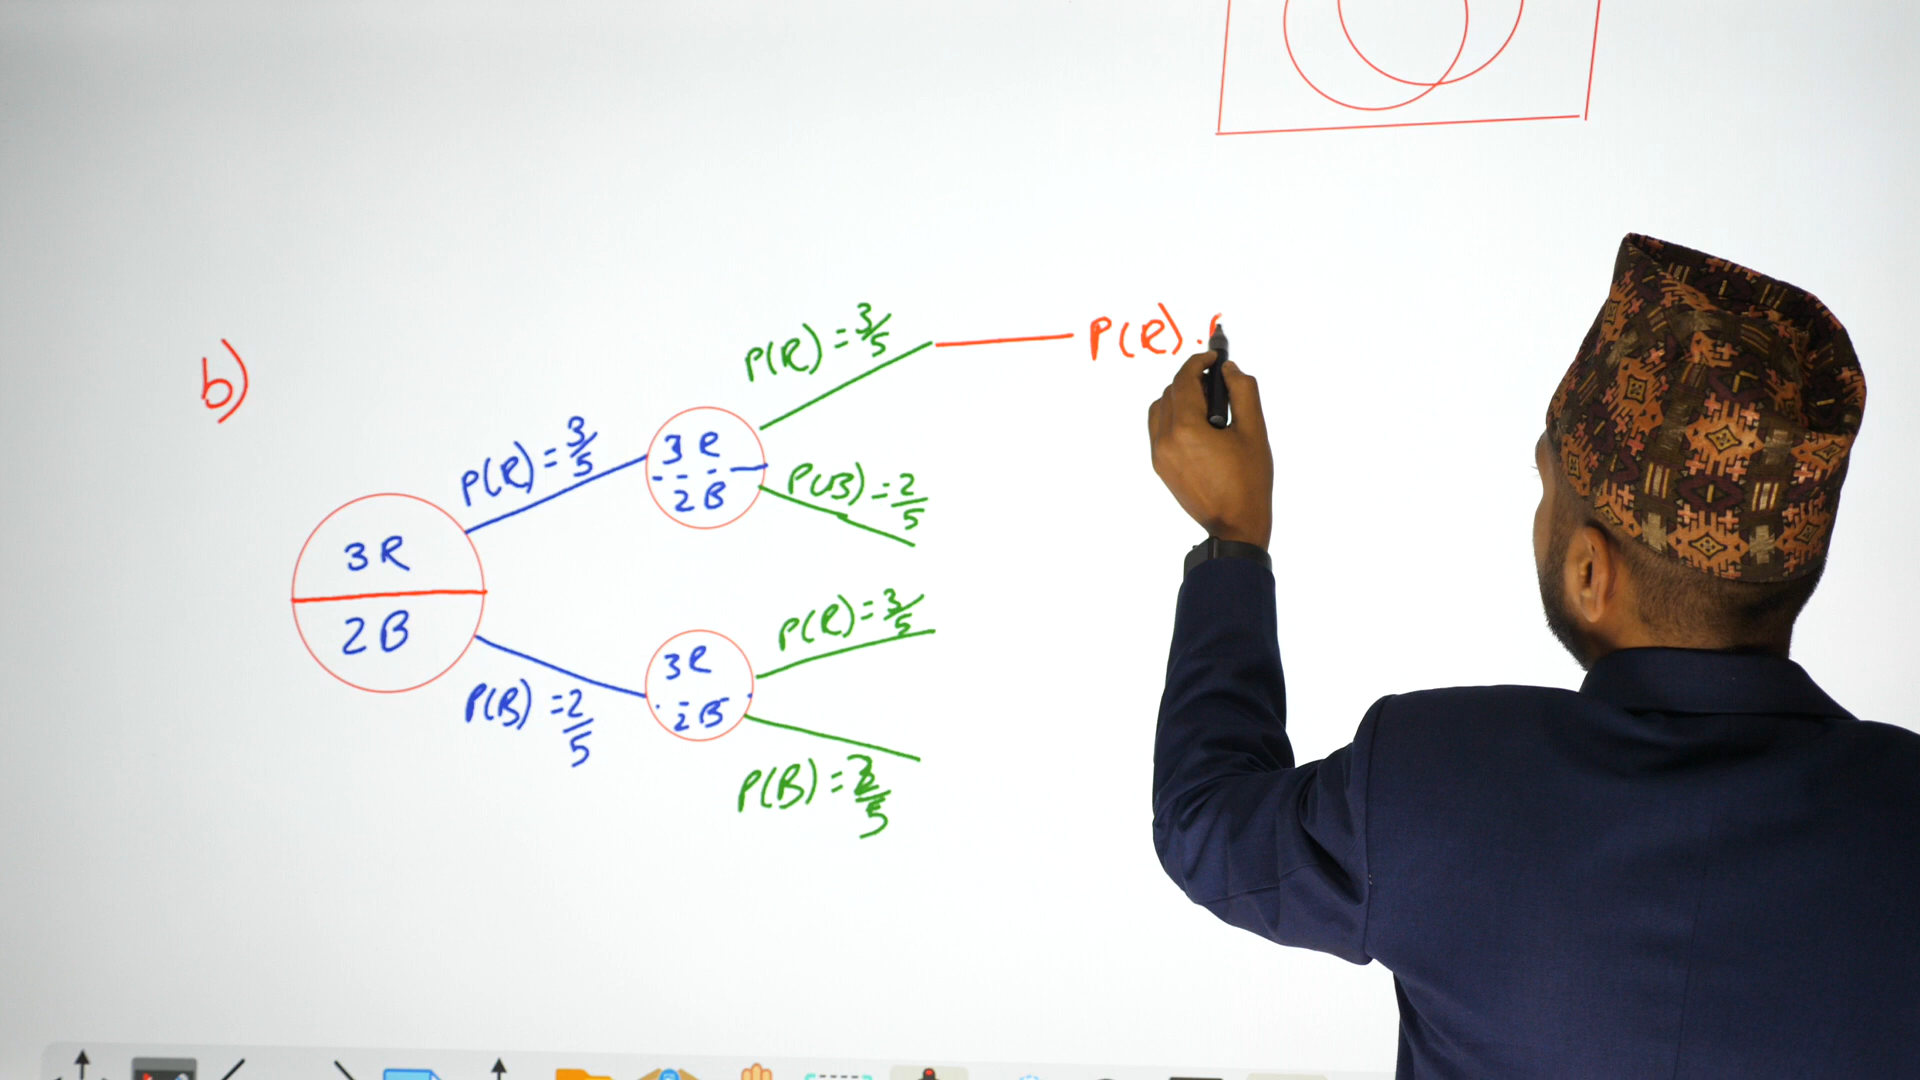 b)
3R
2B
P(R) = 3/5
P(B) = 2/5
3R
2B
3R
2B
P(R) = 3/5
P(B) = 2/5
P(R) = 3/5
P(B) = 2/5
P(R).